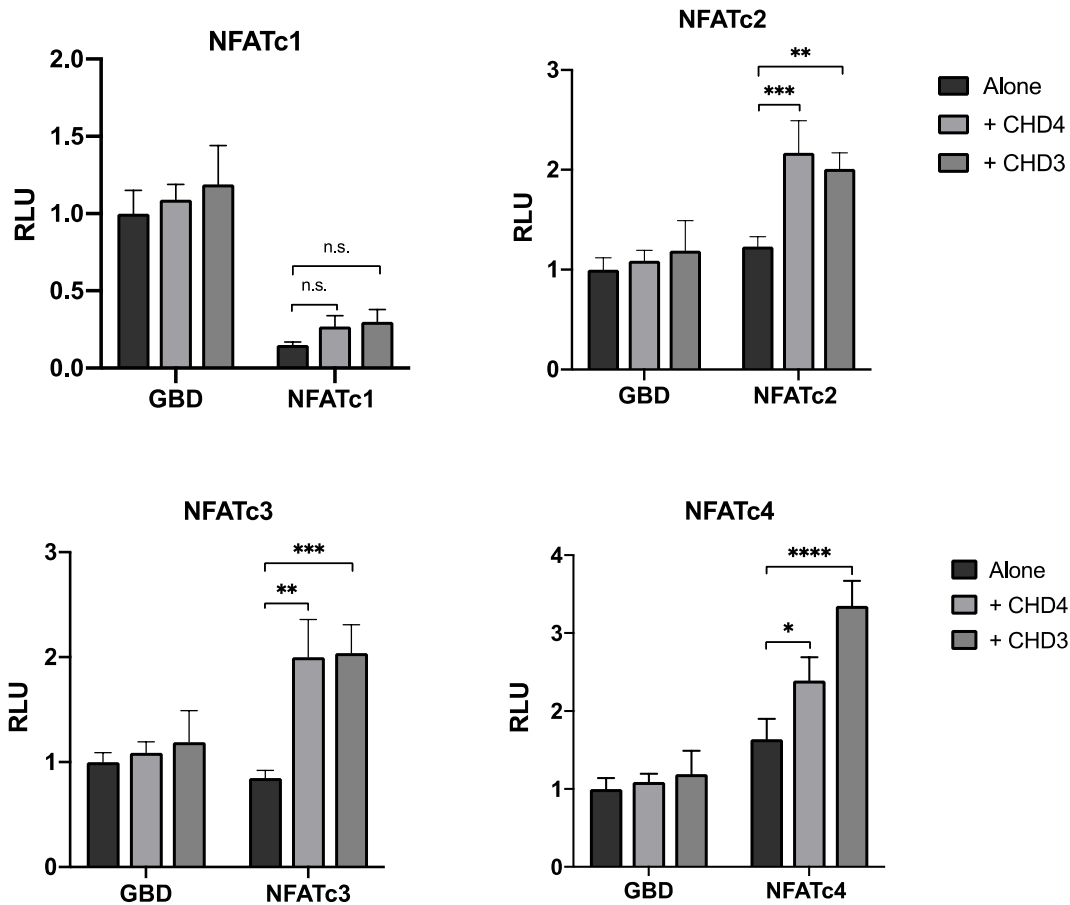 NFATc1
RLU
2.0
1.5
1.0
0.5
0.0
n.s.
n.s.
GBD
NFATc1
NFATc2
RLU
3
2
1
0
**
***
GBD
NFATc2
Alone
+ CHD4
+ CHD3
NFATc3
RLU
3
2
1
0
***
**
GBD
NFATc3
NFATc4
RLU
4
3
2
1
0
****
*
GBD
NFATc4
Alone
+ CHD4
+ CHD3